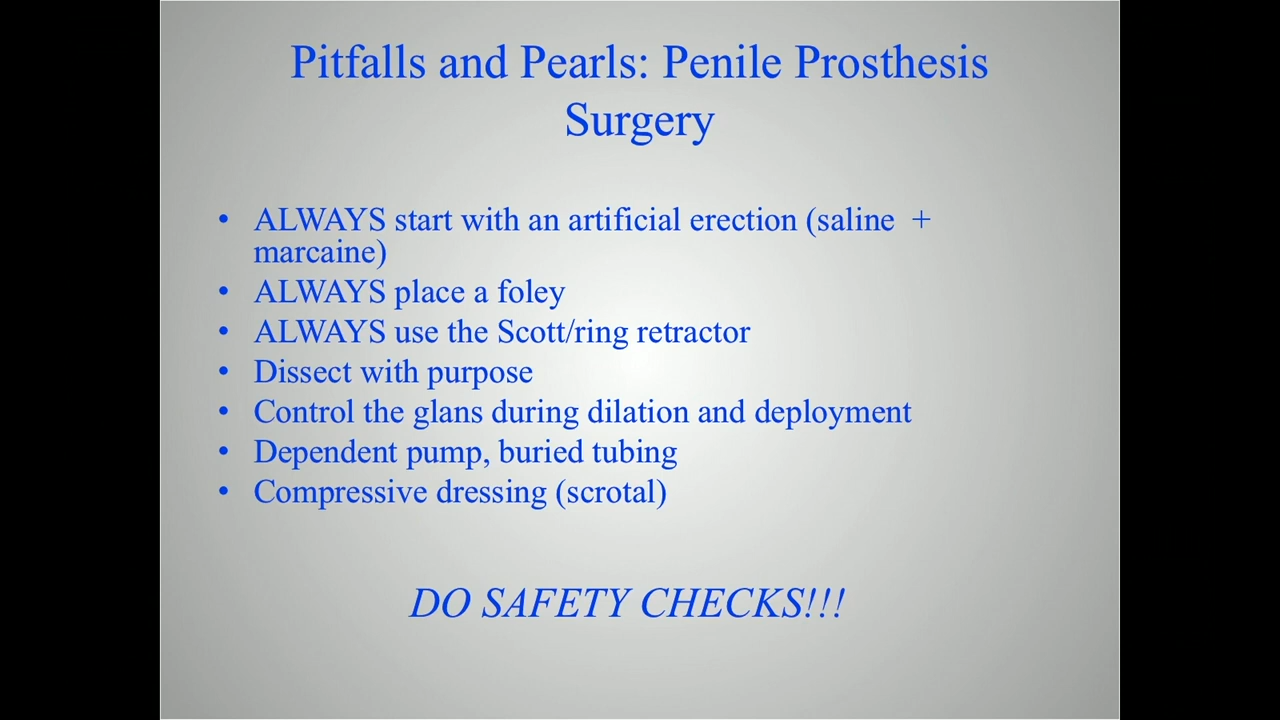 Pitfalls and Pearls: Penile Prosthesis
Surgery
• ALWAYS start with an artificial erection (saline +
marcaine)
• ALWAYS place a foley
• ALWAYS use the Scott/ring retractor
• Dissect with purpose
• Control the glans during dilation and deployment
• Dependent pump, buried tubing
• Compressive dressing (scrotal)
DO SAFETY CHECKS!!!